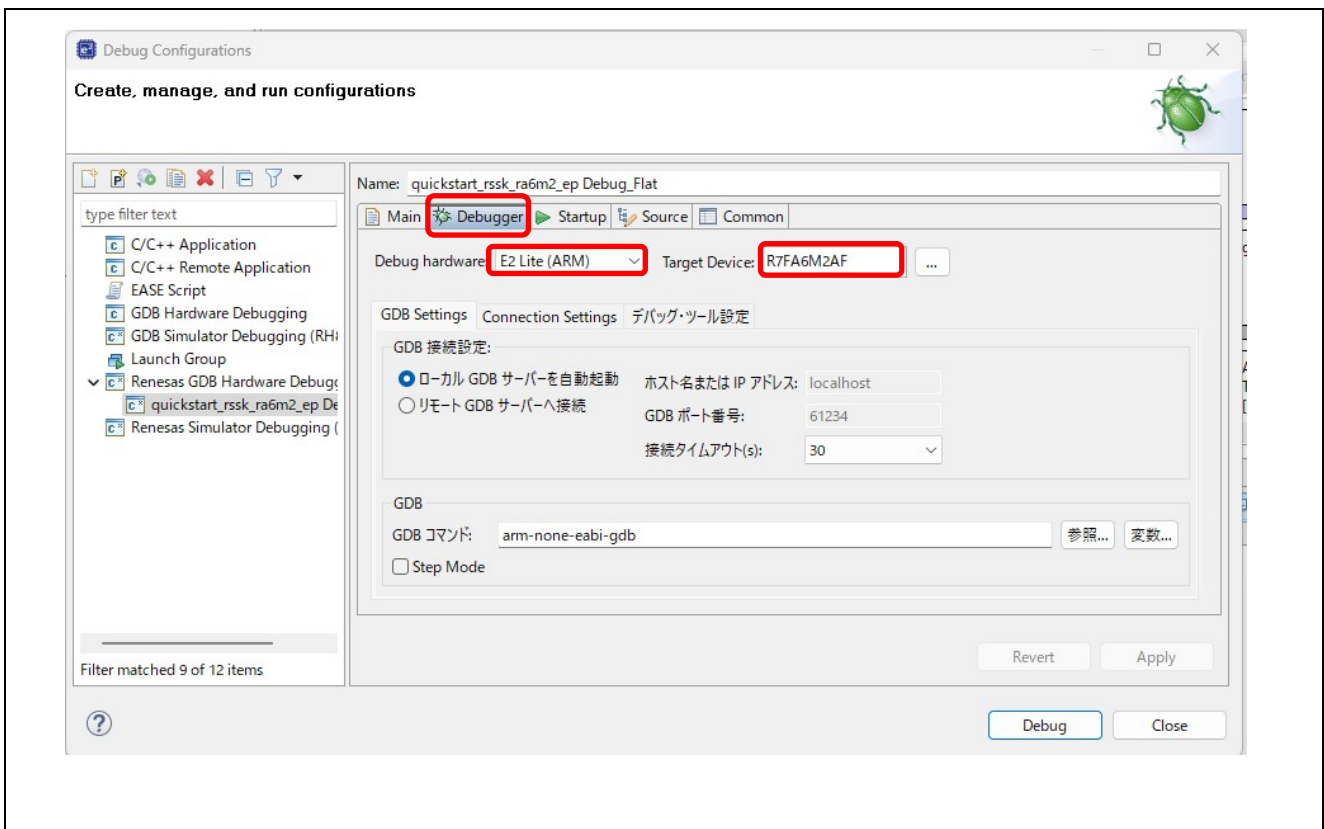 Debug Configurations
Create, manage, and run configurations
type filter text
C/C++ Application
C/C++ Remote Application
EASE Script
GDB Hardware Debugging
GDB Simulator Debugging (RH
Launch Group
Renesas GDB Hardware Debug
quickstart_rssk_ra6m2_ep De
Renesas Simulator Debugging (
Filter matched 9 of 12 items
Name: quickstart_rssk_ra6m2_ep Debug_Flat
Main Debugger Startup Source Common
Debug hardware: E2 Lite (ARM) Target Device: R7FA6M2AF ...
GDB Settings Connection Settings デバッグ・ツール設定
GDB 接続設定:
ローカル GDB サーバーを自動起動 ホスト名または IP アドレス: localhost
リモート GDB サーバーへ接続 GDB ポート番号: 61234
接続タイムアウト(s): 30
GDB
GDB コマンド: arm-none-eabi-gdb 参照... 変数...
Step Mode
Revert Apply
Debug Close